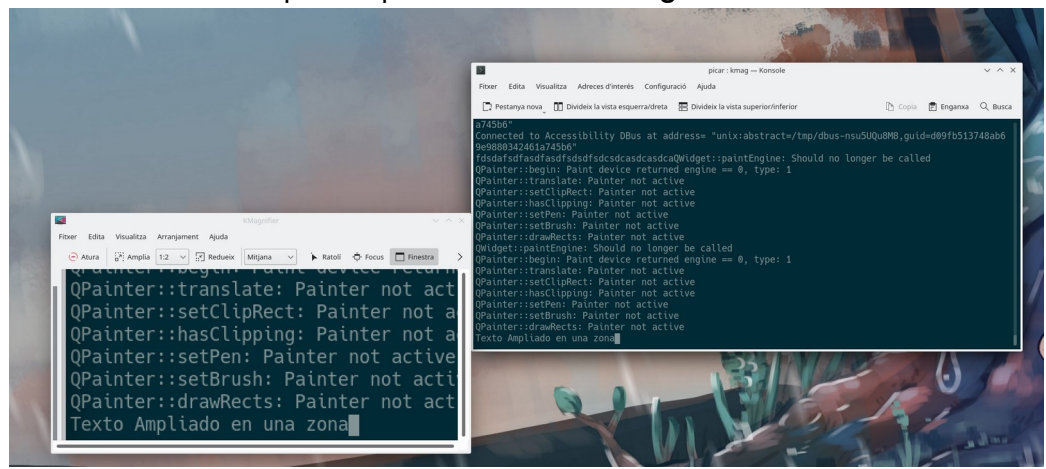 picar : kmag — Konsole
Fitxer Edita Visualitza Adreces d'interés Configuració Ajuda
Pestanya nova Divideix la vista esquerra/dreta Divideix la vista superior/inferior Copia Enganxa Busca
a745b6"
Connected to Accessibility DBus at address= "unix:abstract=/tmp/dbus-nsu5UQu8M8,guid=d09fb513748ab6
9e9880342461a745b6"
fdsdafsdfasdfasdfsdsdfsdcsdcasdcasdcaQWidget::paintEngine: Should no longer be called
QPainter::begin: Paint device returned engine == 0, type: 1
QPainter::translate: Painter not active
QPainter::setClipRect: Painter not active
QPainter::hasClipping: Painter not active
QPainter::setPen: Painter not active
QPainter::setBrush: Painter not active
QPainter::drawRects: Painter not active
QWidget::paintEngine: Should no longer be called
QPainter::begin: Paint device returned engine == 0, type: 1
QPainter::translate: Painter not active
QPainter::setClipRect: Painter not active
QPainter::hasClipping: Painter not active
QPainter::setPen: Painter not active
QPainter::setBrush: Painter not active
QPainter::drawRects: Painter not active
Texto Ampliado en una zona
KMagnifier
Fitxer Edita Visualitza Arranjament Ajuda
Atura Amplia 1:2 Redueix Mitjana Ratolí Focus Finestra
QPainter::begin: Paint device return
QPainter::translate: Painter not act
QPainter::setClipRect: Painter not a
QPainter::hasClipping: Painter not a
QPainter::setPen: Painter not active
QPainter::setBrush: Painter not acti
QPainter::drawRects: Painter not act
Texto Ampliado en una zona